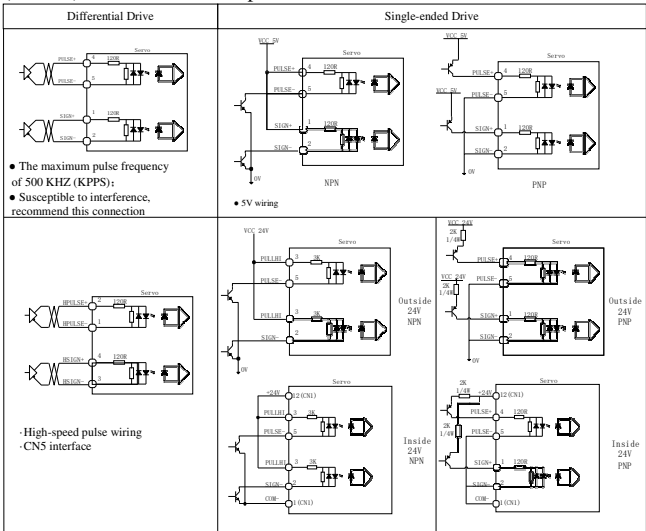 Differential Drive
Single-ended Drive
Servo
PULSE+ 4 120R
PULSE- 5
SIGN+ 1 120R
SIGN- 2
● The maximum pulse frequency
of 500 KHZ (KPPS);
● Susceptible to interference,
recommend this connection
VCC 5V
Servo
PULSE+ 4 120R
PULSE- 5
SIGN+ 1 120R
SIGN- 2
0V
NPN
● 5V wiring
VCC 5V
Servo
PULSE+ 4 120R
VCC 5V
PULSE- 5
SIGN+ 1 120R
SIGN- 2
0V
PNP
Servo
HPULSE+ 2 120R
HPULSE- 1
HSIGN+ 4 120R
HSIGN- 3
·High-speed pulse wiring
·CN5 interface
VCC 24V
Servo
PULLHI 3 3K
PULSE- 5
PULLHI 3 3K
SIGN- 2
0V
Outside
24V
NPN
VCC 24V
2K
1/4W
Servo
PULSE+ 4 120R
VCC 24V
PULSE- 5
2K
1/4W
SIGN+ 1 120R
SIGN- 2
0V
Outside
24V
PNP
Servo
+24V 12(CN1)
PULLHI 3 3K
PULSE- 5
PULLHI 3 3K
SIGN- 2
COM- 1(CN1)
Inside
24V
NPN
2K
1/4W
Servo
+24V 12(CN1)
PULSE+ 4 120R
2K
1/4W
PULSE- 5
SIGN+ 1 120R
SIGN- 2
COM- 1(CN1)
Inside
24V
PNP